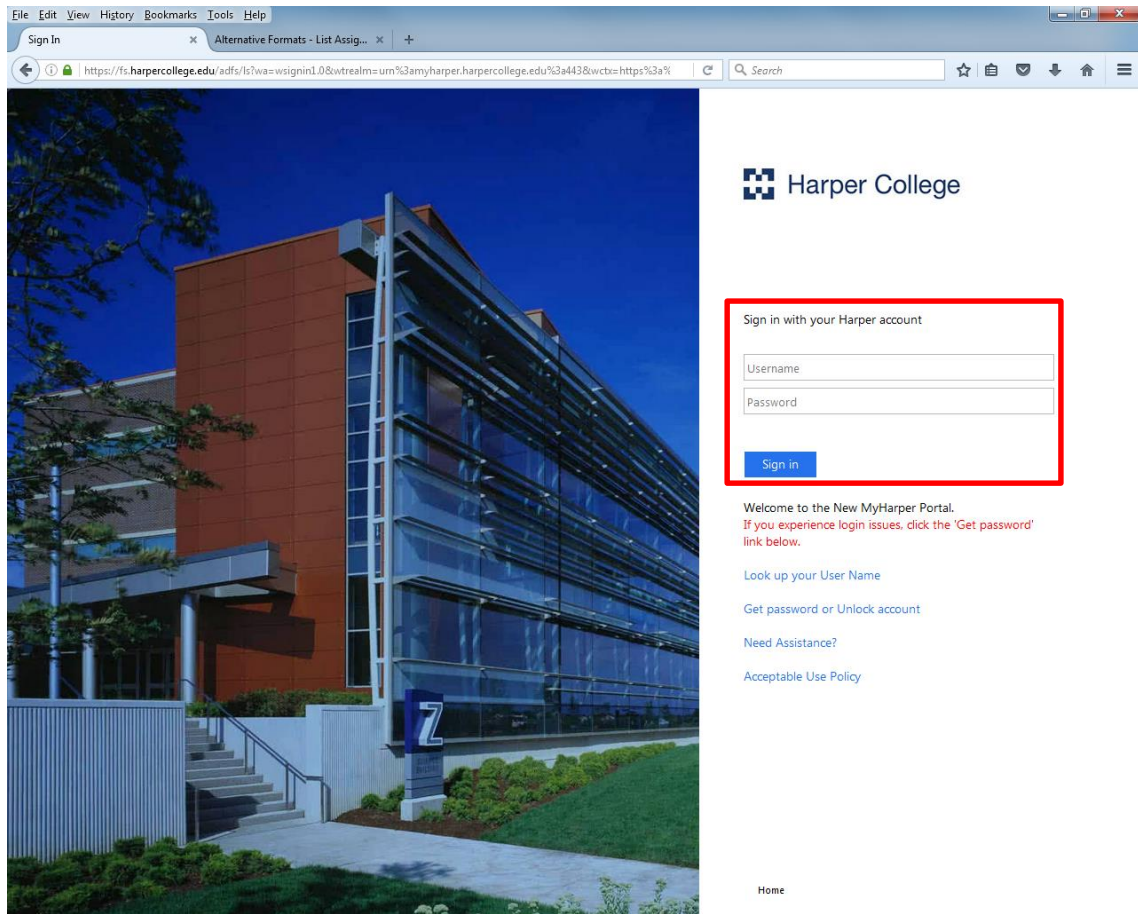 File Edit View History Bookmarks Tools Help
Sign In × Alternative Formats - List Assig... × +
https://fs.harpercollege.edu/adfs/ls?wa=wsignin1.0&wtrealm=urn%3amyharper.harpercollege.edu%3a443&wctx=https%3a% Search
Harper College
Sign in with your Harper account
Username
Password
Sign in
Welcome to the New MyHarper Portal.
If you experience login issues, click the 'Get password'
link below.
Look up your User Name
Get password or Unlock account
Need Assistance?
Acceptable Use Policy
Z
Home